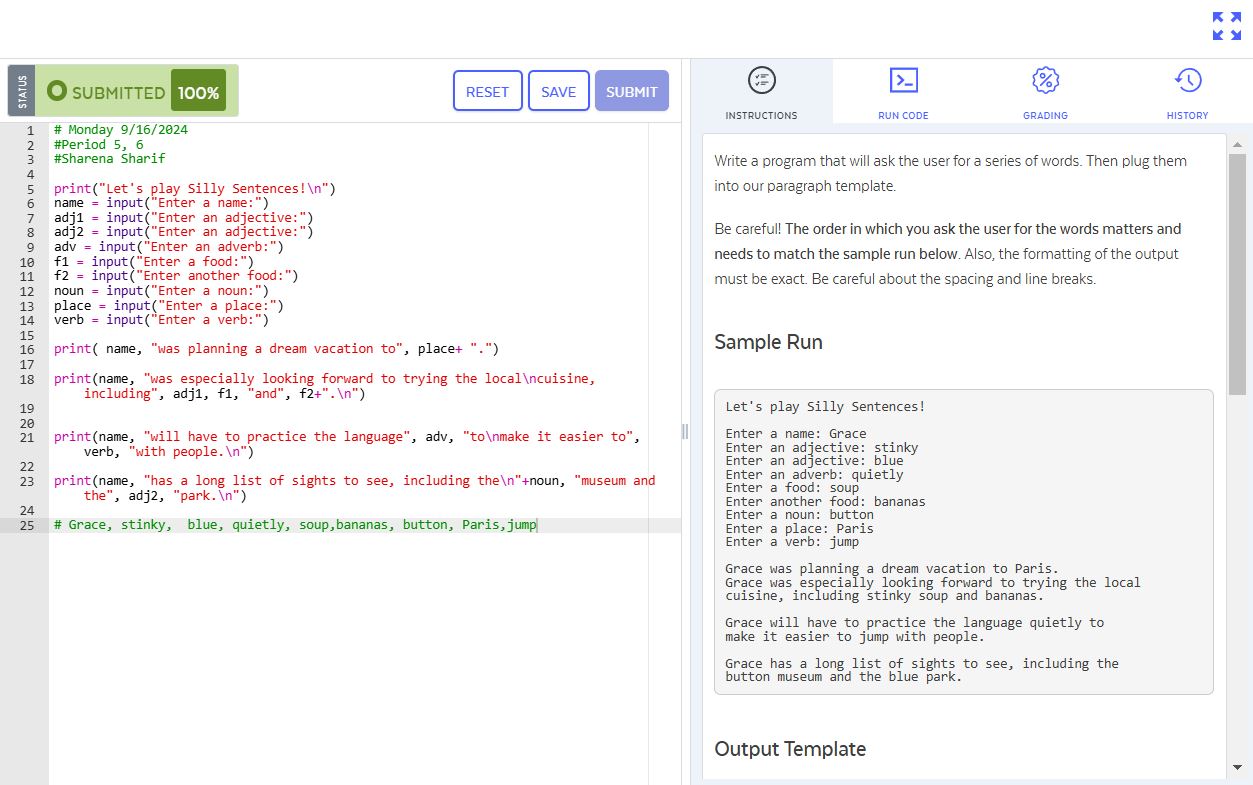 STATUS
SUBMITTED 100%
RESET
SAVE
SUBMIT
1 # Monday 9/16/2024
2 #Period 5, 6
3 #Sharena Sharif
4
5 print("Let's play Silly Sentences!\n")
6 name = input("Enter a name:")
7 adj1 = input("Enter an adjective:")
8 adj2 = input("Enter an adjective:")
9 adv = input("Enter an adverb:")
10 f1 = input("Enter a food:")
11 f2 = input("Enter another food:")
12 noun = input("Enter a noun:")
13 place = input("Enter a place:")
14 verb = input("Enter a verb:")
15
16 print( name, "was planning a dream vacation to", place+ ".")
17
18 print(name, "was especially looking forward to trying the local\ncuisine,
including", adj1, f1, "and", f2+".\n")
19
20
21 print(name, "will have to practice the language", adv, "to\nmake it easier to",
verb, "with people.\n")
22
23 print(name, "has a long list of sights to see, including the\n"+noun, "museum and
the", adj2, "park.\n")
24
25 # Grace, stinky,  blue, quietly, soup,bananas, button, Paris,jump
INSTRUCTIONS
RUN CODE
GRADING
HISTORY
Write a program that will ask the user for a series of words. Then plug them
into our paragraph template.
Be careful! The order in which you ask the user for the words matters and
needs to match the sample run below. Also, the formatting of the output
must be exact. Be careful about the spacing and line breaks.
Sample Run
Let's play Silly Sentences!
Enter a name: Grace
Enter an adjective: stinky
Enter an adjective: blue
Enter an adverb: quietly
Enter a food: soup
Enter another food: bananas
Enter a noun: button
Enter a place: Paris
Enter a verb: jump
Grace was planning a dream vacation to Paris.
Grace was especially looking forward to trying the local
cuisine, including stinky soup and bananas.
Grace will have to practice the language quietly to
make it easier to jump with people.
Grace has a long list of sights to see, including the
button museum and the blue park.
Output Template